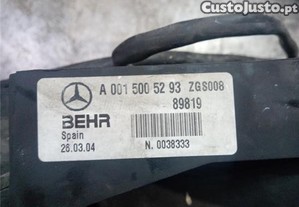 CustoJusto.pt
A 001 500 52 93 ZGS008
89819
BEHR
Spain
26.03.04 N. 0038333